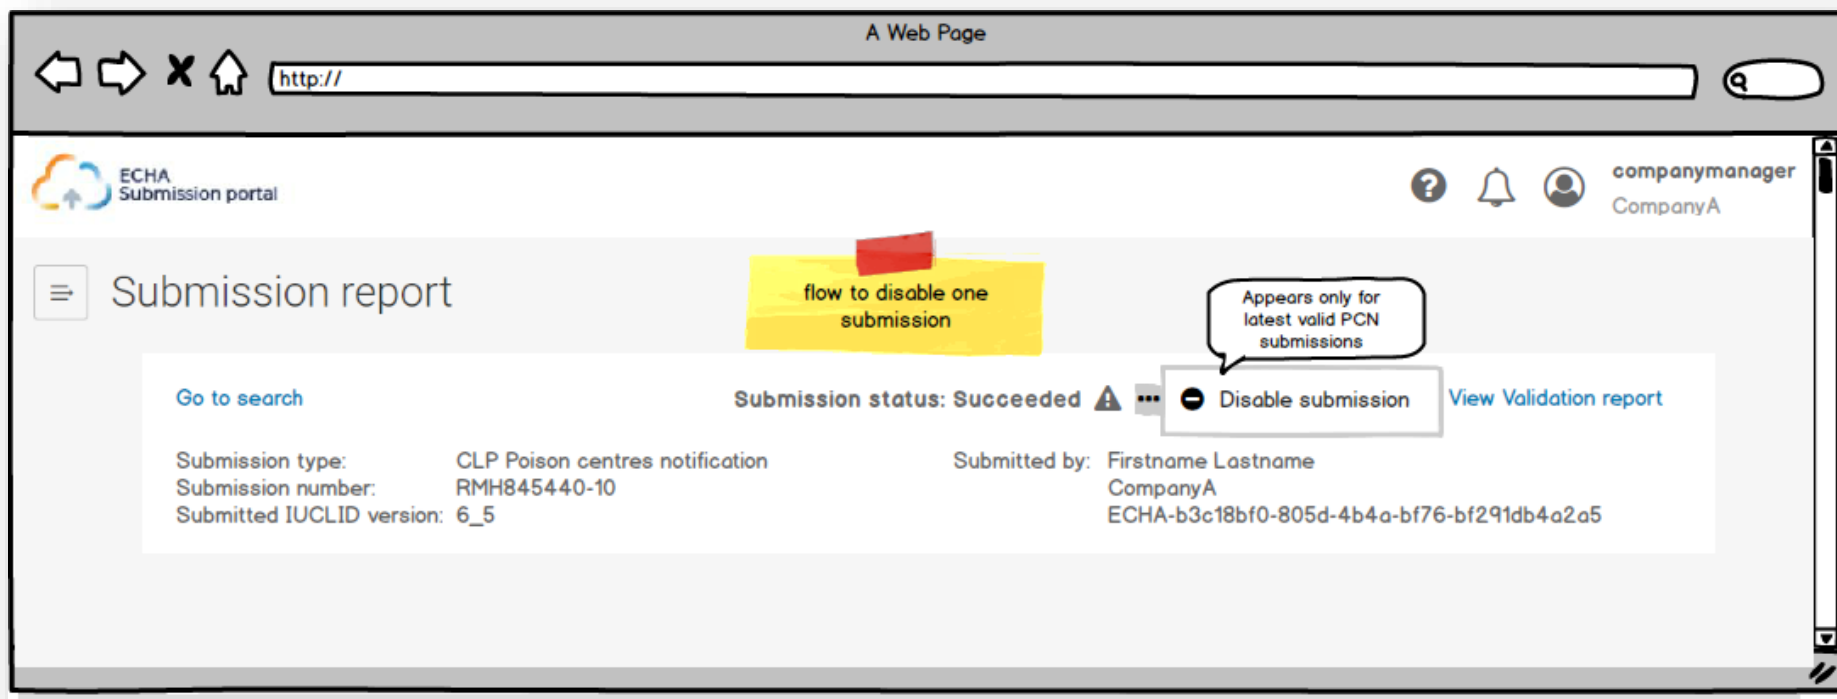 A Web Page
http://
ECHA
Submission portal
companymanager
CompanyA
Submission report
flow to disable one
submission
Appears only for
latest valid PCN
submissions
Go to search
Submission status: Succeeded
Disable submission
View Validation report
Submission type: CLP Poison centres notification
Submission number: RMH845440-10
Submitted IUCLID version: 6_5
Submitted by: Firstname Lastname
CompanyA
ECHA-b3c18bf0-805d-4b4a-bf76-bf291db4a2a5